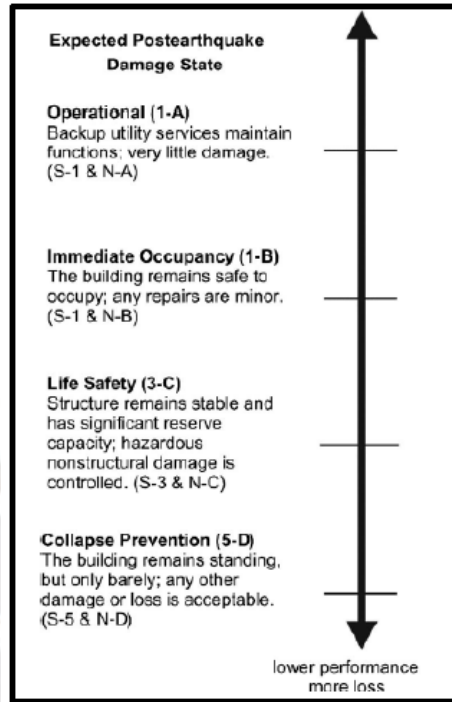 Expected Postearthquake
Damage State
Operational (1-A)
Backup utility services maintain
functions; very little damage.
(S-1 & N-A)
Immediate Occupancy (1-B)
The building remains safe to
occupy; any repairs are minor.
(S-1 & N-B)
Life Safety (3-C)
Structure remains stable and
has significant reserve
capacity; hazardous
nonstructural damage is
controlled. (S-3 & N-C)
Collapse Prevention (5-D)
The building remains standing,
but only barely; any other
damage or loss is acceptable.
(S-5 & N-D)
lower performance
more loss